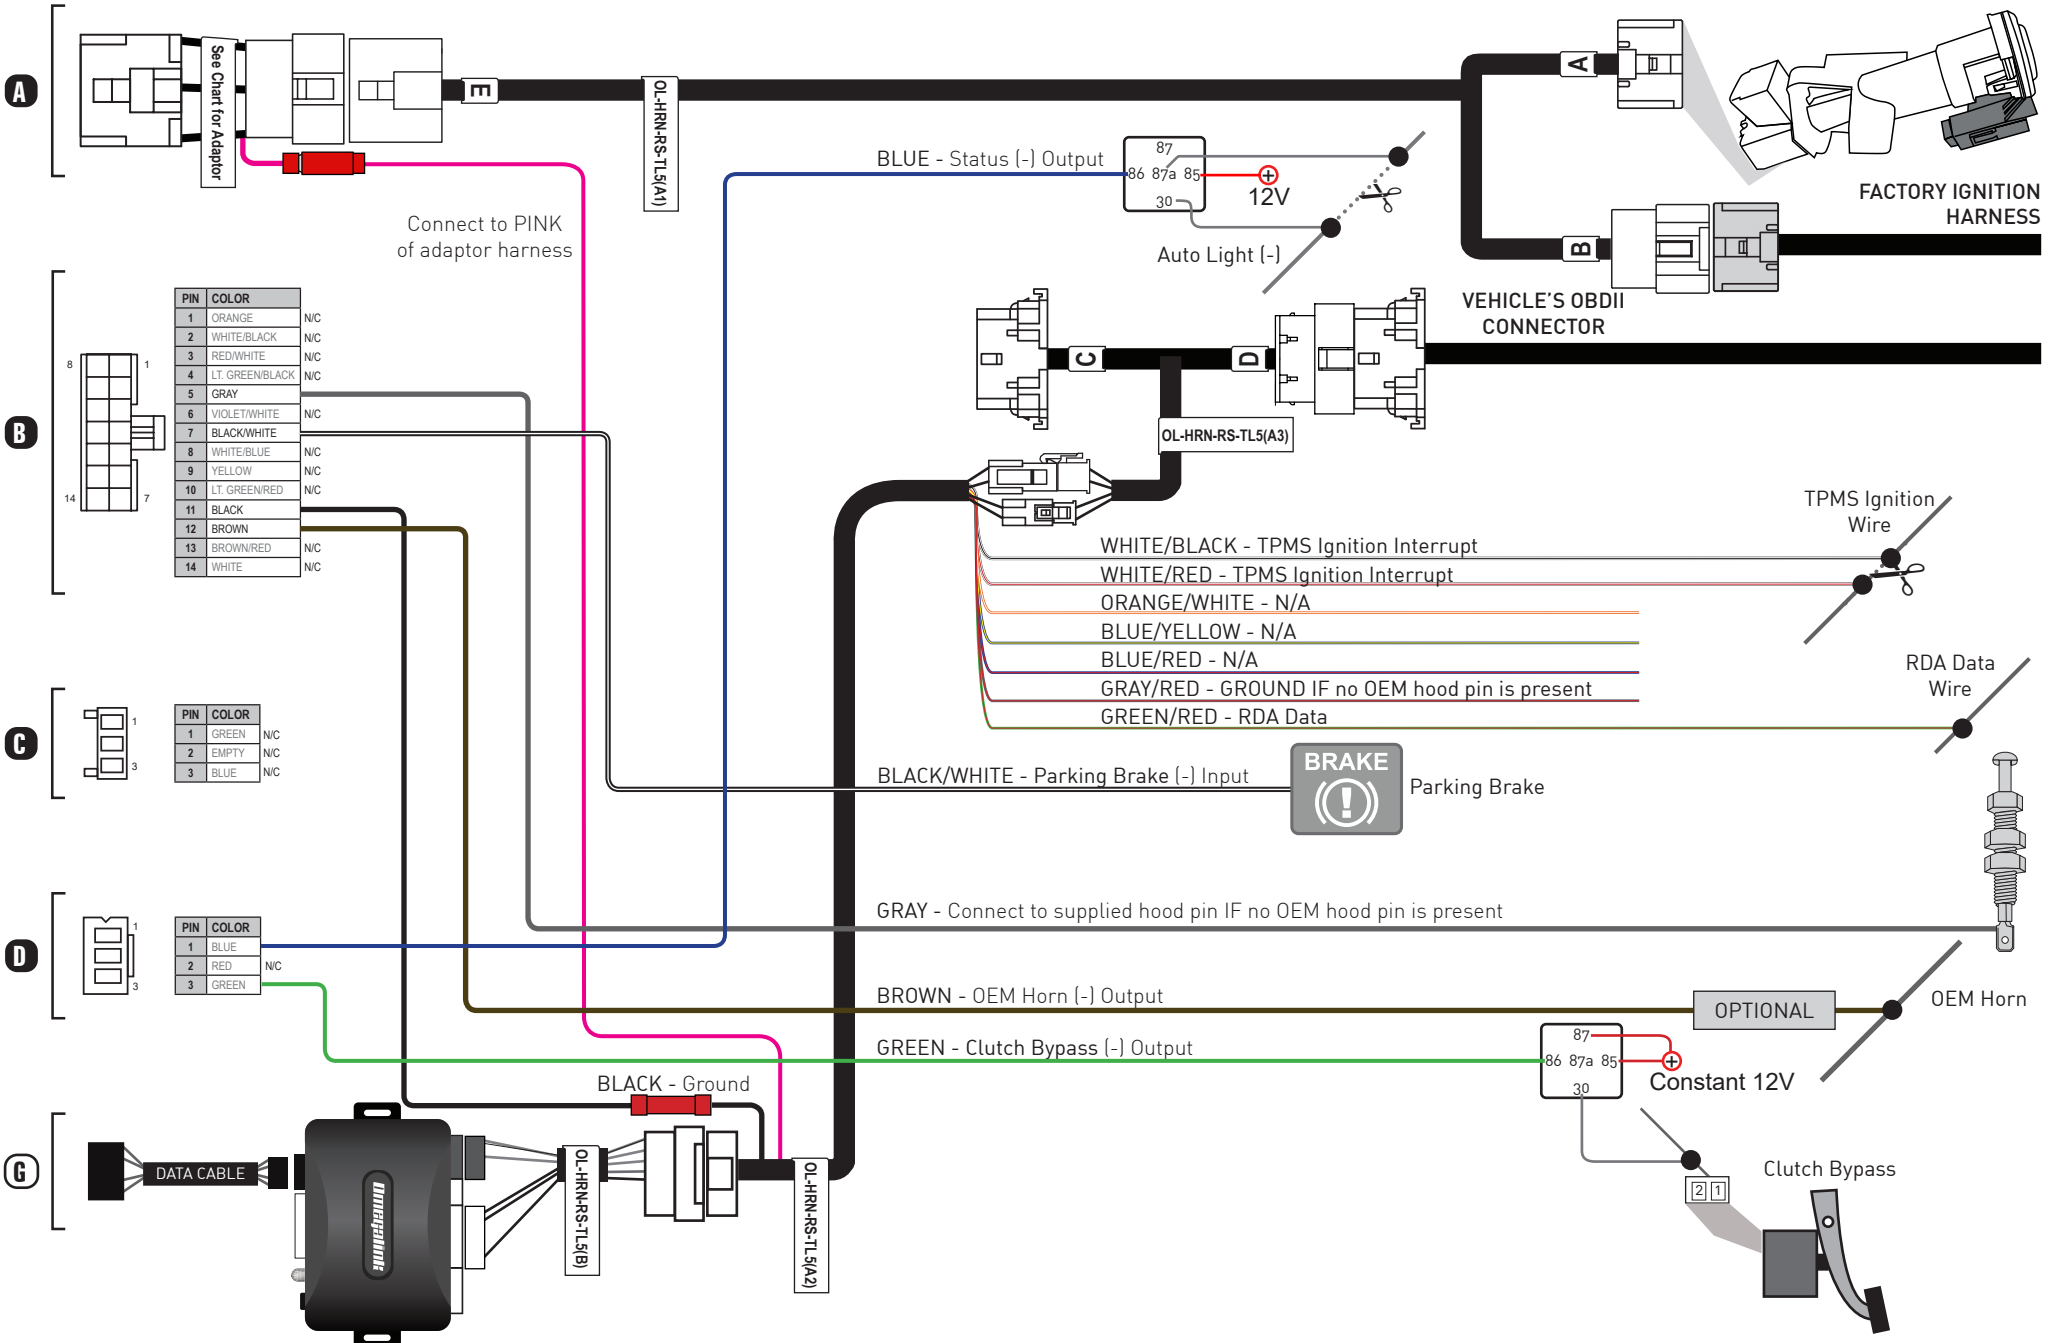 A
See Chart for Adaptor
E
OL-HRN-RS-TL5(A1)
A
B
FACTORY IGNITION
HARNESS
Connect to PINK
of adaptor harness
BLUE - Status (-) Output
87
86 87a 85
30
12V
Auto Light (-)
VEHICLE'S OBDII
CONNECTOR
C
D
OL-HRN-RS-TL5(A3)
B
8
1
14
7
PIN COLOR
1 ORANGE N/C
2 WHITE/BLACK N/C
3 RED/WHITE N/C
4 LT. GREEN/BLACK N/C
5 GRAY
6 VIOLET/WHITE N/C
7 BLACK/WHITE
8 WHITE/BLUE N/C
9 YELLOW N/C
10 LT. GREEN/RED N/C
11 BLACK
12 BROWN
13 BROWN/RED N/C
14 WHITE N/C
TPMS Ignition
Wire
WHITE/BLACK - TPMS Ignition Interrupt
WHITE/RED - TPMS Ignition Interrupt
ORANGE/WHITE - N/A
BLUE/YELLOW - N/A
BLUE/RED - N/A
GRAY/RED - GROUND IF no OEM hood pin is present
GREEN/RED - RDA Data
RDA Data
Wire
C
1
3
PIN COLOR
1 GREEN N/C
2 EMPTY N/C
3 BLUE N/C
BLACK/WHITE - Parking Brake (-) Input
BRAKE
!
Parking Brake
D
1
3
PIN COLOR
1 BLUE
2 RED N/C
3 GREEN
GRAY - Connect to supplied hood pin IF no OEM hood pin is present
BROWN - OEM Horn (-) Output
OPTIONAL
OEM Horn
GREEN - Clutch Bypass (-) Output
87
86 87a 85
30
Constant 12V
BLACK - Ground
G
DATA CABLE
Omegalink
OL-HRN-RS-TL5(B)
OL-HRN-RS-TL5(A2)
2 1
Clutch Bypass